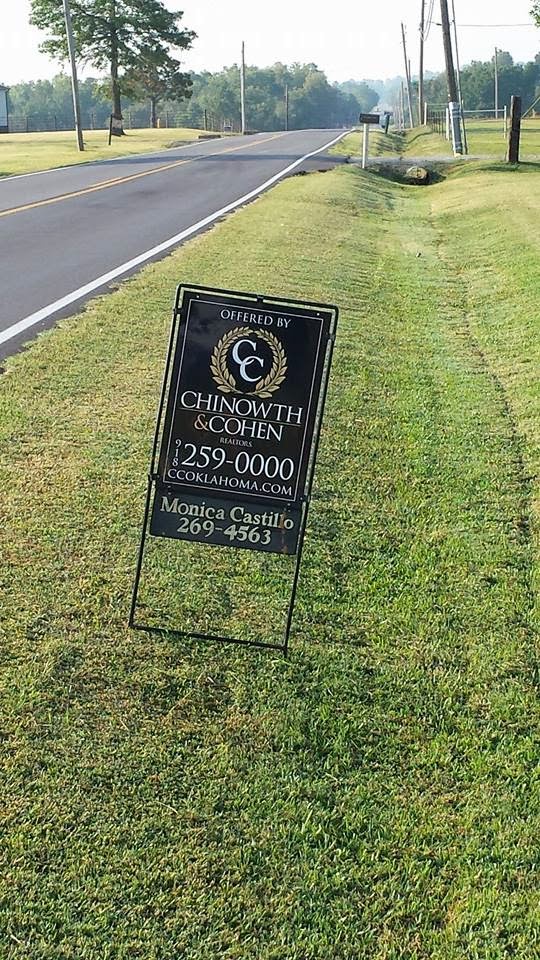 OFFERED BY
CC
CHINOWTH
&COHEN
REALTORS
918 259-0000
CCOKLAHOMA.COM
Monica Castillo
269-4563